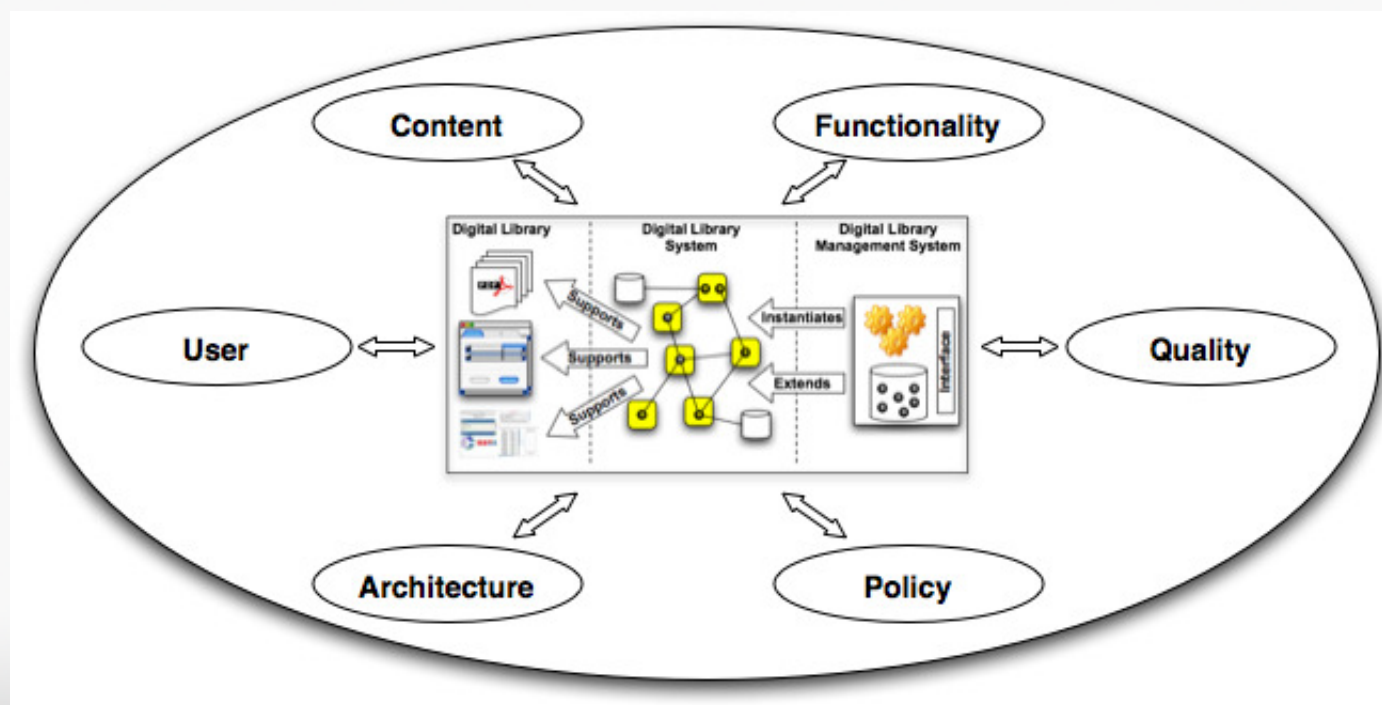 Content
Functionality
Digital Library
Digital Library
System
Digital Library
Management System
Supports
Instantiates
User
Supports
Interface
Quality
Extends
Supports
Architecture
Policy